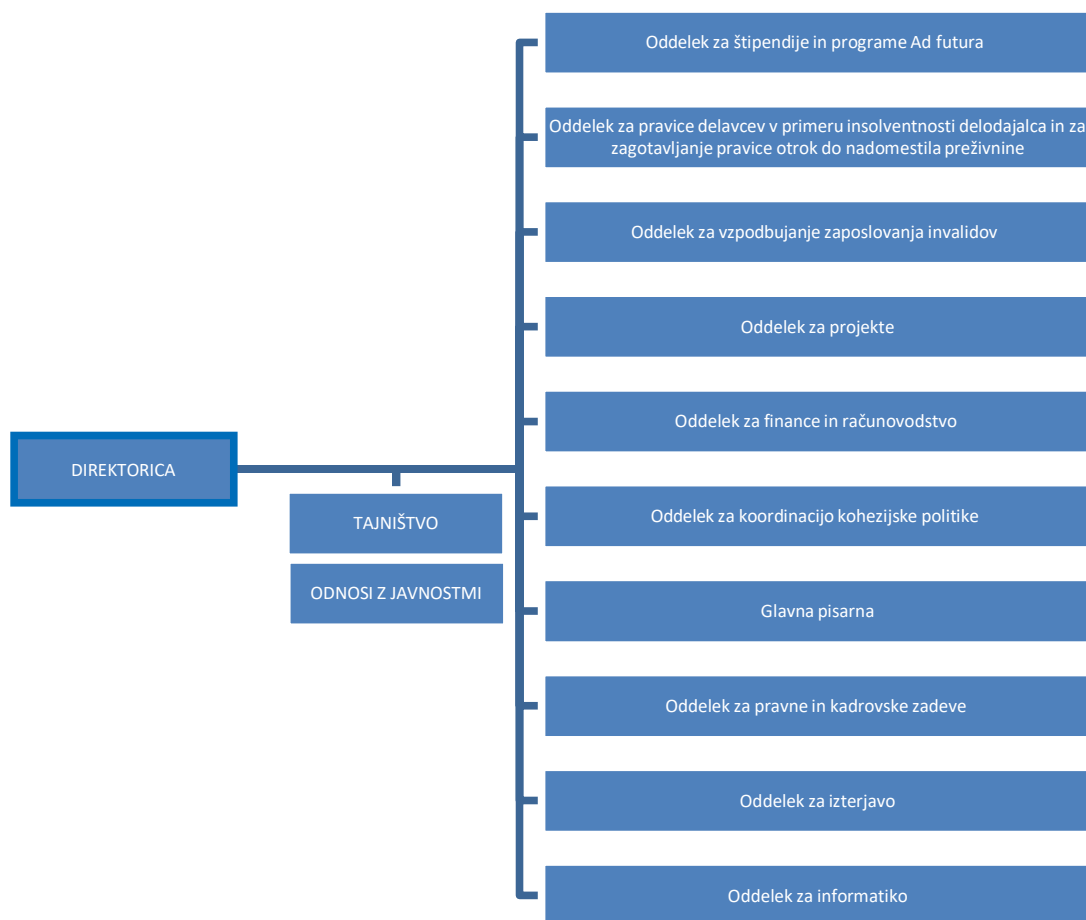 Oddelek za štipendije in programe Ad futura
Oddelek za pravice delavcev v primeru insolventnosti delodajalca in za
zagotavljanje pravice otrok do nadomestila preživnine
Oddelek za vzpodbujanje zaposlovanja invalidov
Oddelek za projekte
Oddelek za finance in računovodstvo
DIREKTORICA
TAJNIŠTVO
Oddelek za koordinacijo kohezijske politike
ODNOSI Z JAVNOSTMI
Glavna pisarna
Oddelek za pravne in kadrovske zadeve
Oddelek za izterjavo
Oddelek za informatiko